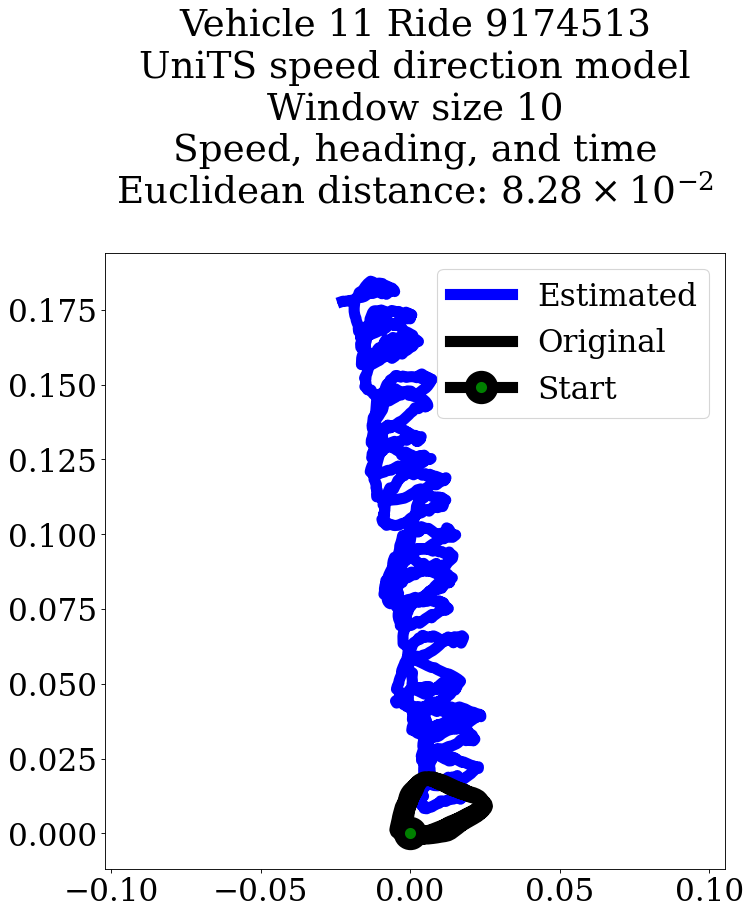 Vehicle 11 Ride 9174513
UniTS speed direction model
Window size 10
Speed, heading, and time
Euclidean distance: 8.28 × 10⁻²
Estimated
Original
Start
0.175
0.150
0.125
0.100
0.075
0.050
0.025
0.000
−0.10 −0.05 0.00 0.05 0.10